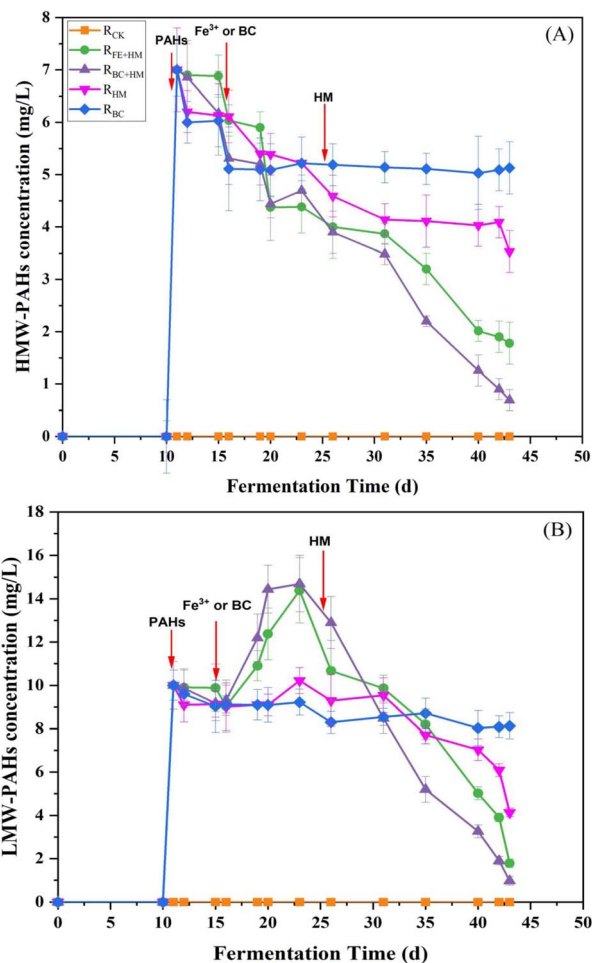 (A)
Fe³⁺ or BC
PAHs
HM
R_CK
R_FE+HM
R_BC+HM
R_HM
R_BC
HMW-PAHs concentration (mg/L)
8
7
6
5
4
3
2
1
0
0 5 10 15 20 25 30 35 40 45 50
Fermentation Time (d)
(B)
HM
Fe³⁺ or BC
PAHs
LMW-PAHs concentration (mg/L)
18
16
14
12
10
8
6
4
2
0
0 5 10 15 20 25 30 35 40 45 50
Fermentation Time (d)